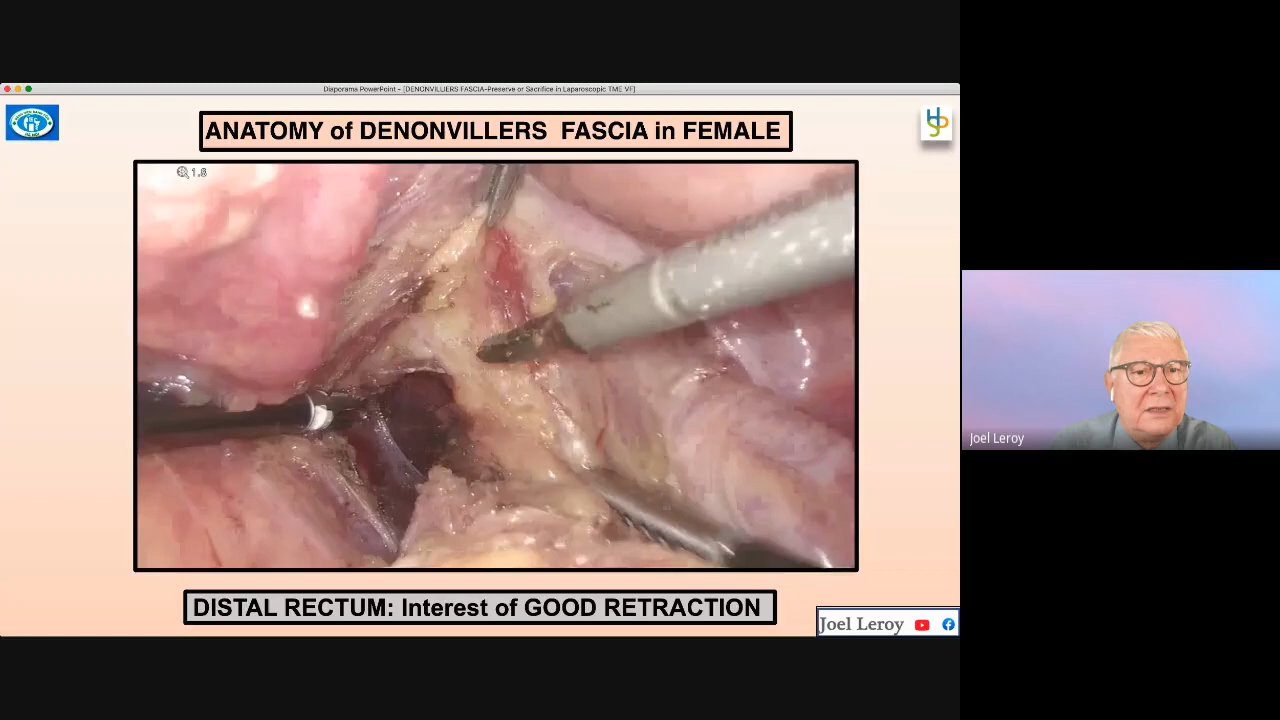 Diaporama PowerPoint - [DENONVILLIERS FASCIA-Preserve or Sacrifice in Laparoscopic TME VF]
ANATOMY of DENONVILLERS FASCIA in FEMALE
1.8
DISTAL RECTUM: Interest of GOOD RETRACTION
Joel Leroy
Joel Leroy